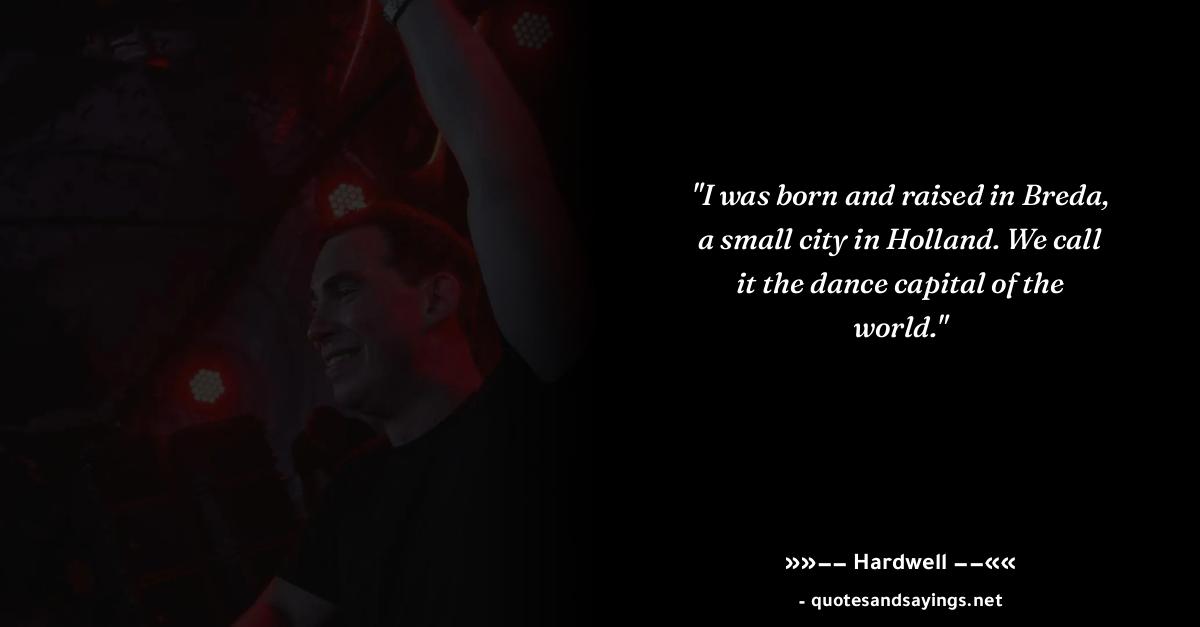 "I was born and raised in Breda,
a small city in Holland. We call
it the dance capital of the
world."
»»−− Hardwell −−««
- quotesandsayings.net